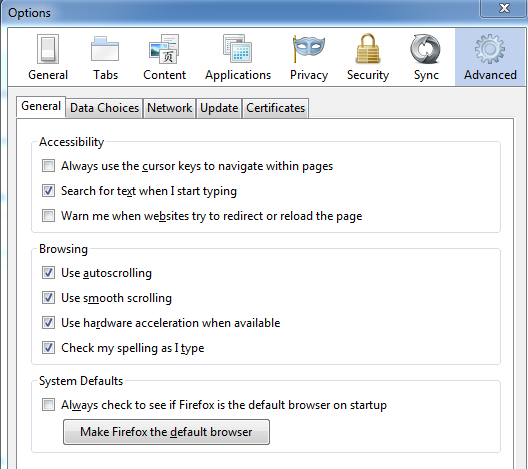 Options
General Tabs Content Applications Privacy Security Sync Advanced
General Data Choices Network Update Certificates
Accessibility
Always use the cursor keys to navigate within pages
Search for text when I start typing
Warn me when websites try to redirect or reload the page
Browsing
Use autoscrolling
Use smooth scrolling
Use hardware acceleration when available
Check my spelling as I type
System Defaults
Always check to see if Firefox is the default browser on startup
Make Firefox the default browser